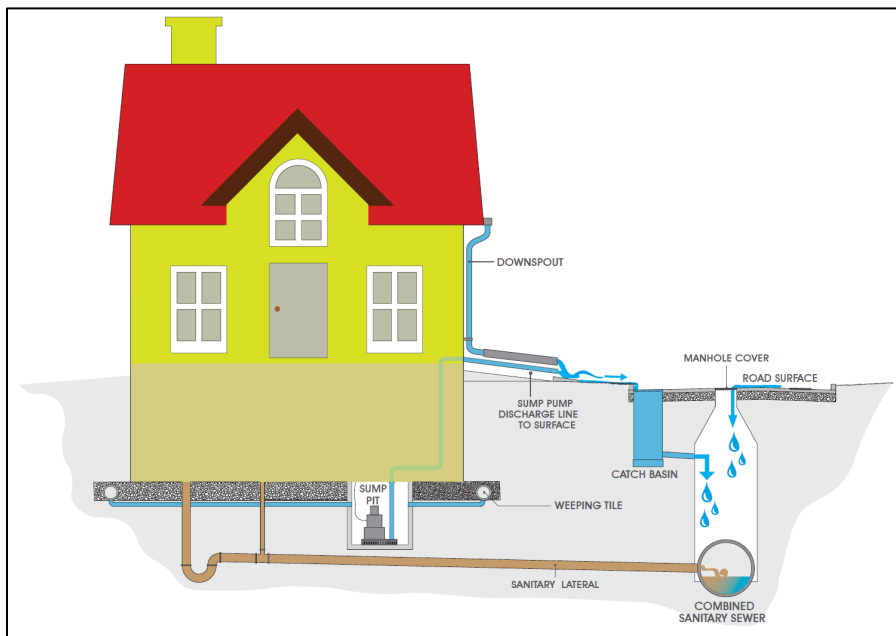 DOWNSPOUT
MANHOLE COVER
ROAD SURFACE
SUMP PUMP
DISCHARGE LINE
TO SURFACE
CATCH BASIN
SUMP
PIT
WEEPING TILE
SANITARY LATERAL
COMBINED
SANITARY SEWER